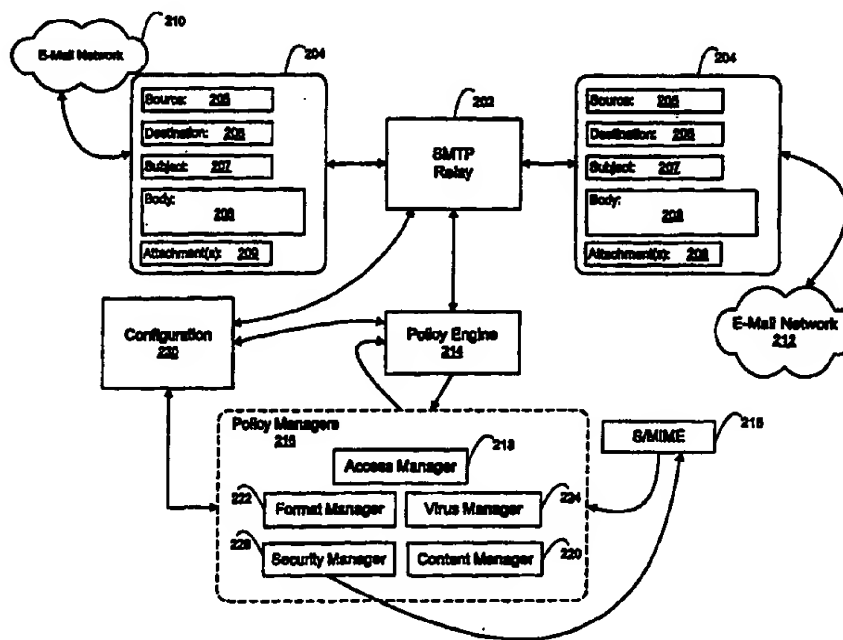 210
E-Mail Network
204
Source: 205
Destination: 206
Subject: 207
Body:
208
Attachment(s): 209
202
SMTP
Relay
204
Source: 205
Destination: 206
Subject: 207
Body:
208
Attachment(s): 209
E-Mail Network
212
Configuration
230
Policy Engine
214
Policy Managers
216
218
Access Manager
222
Format Manager
Virus Manager
224
Security Manager
Content Manager
220
S/MIME
215